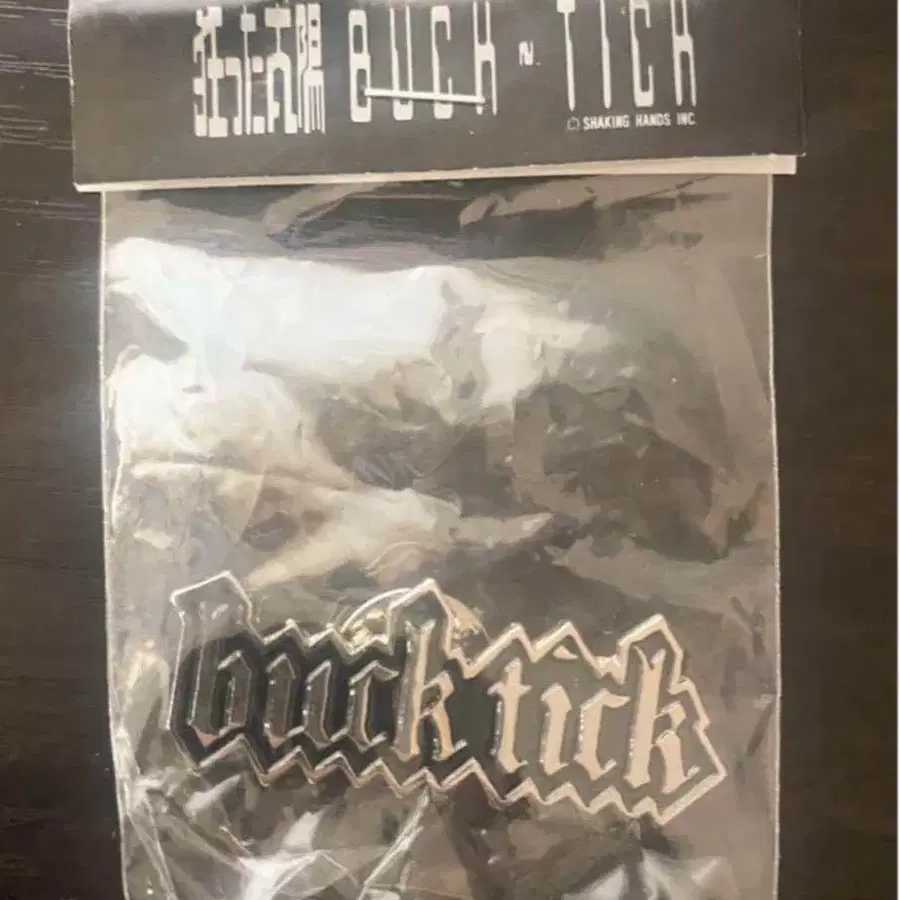 狂った太陽 BUCK-TICK
© SHAKING HANDS INC.
buck tick